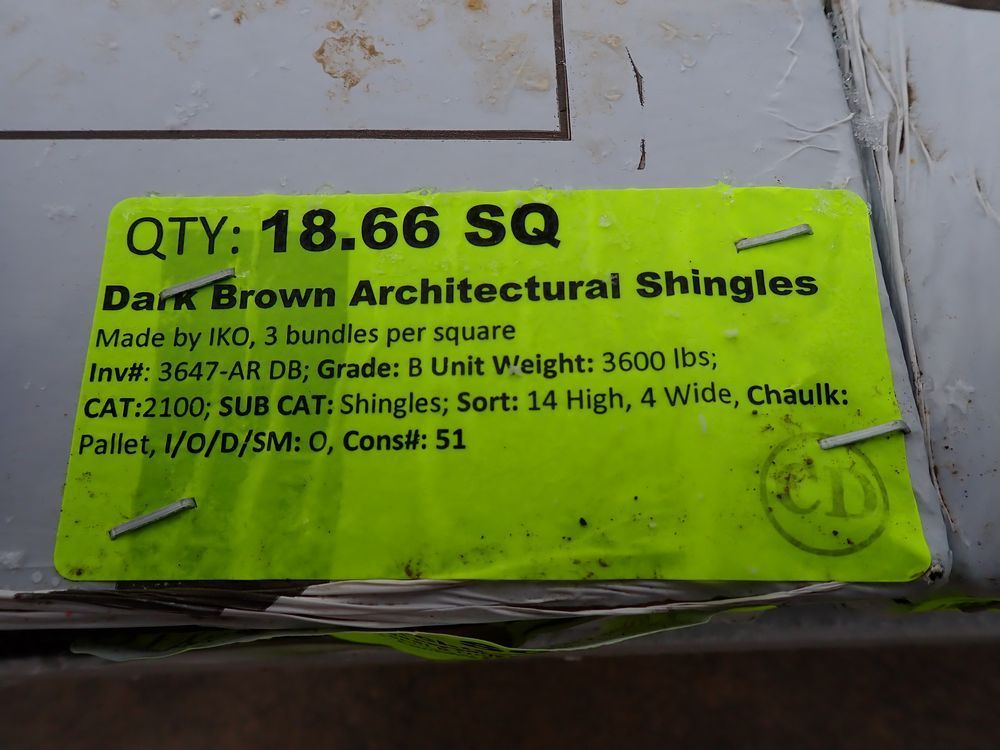 QTY: 18.66 SQ
Dark Brown Architectural Shingles
Made by IKO, 3 bundles per square
Inv#: 3647-AR DB; Grade: B Unit Weight: 3600 lbs;
CAT:2100; SUB CAT: Shingles; Sort: 14 High, 4 Wide, Chaulk:
Pallet, I/O/D/SM: O, Cons#: 51
CD